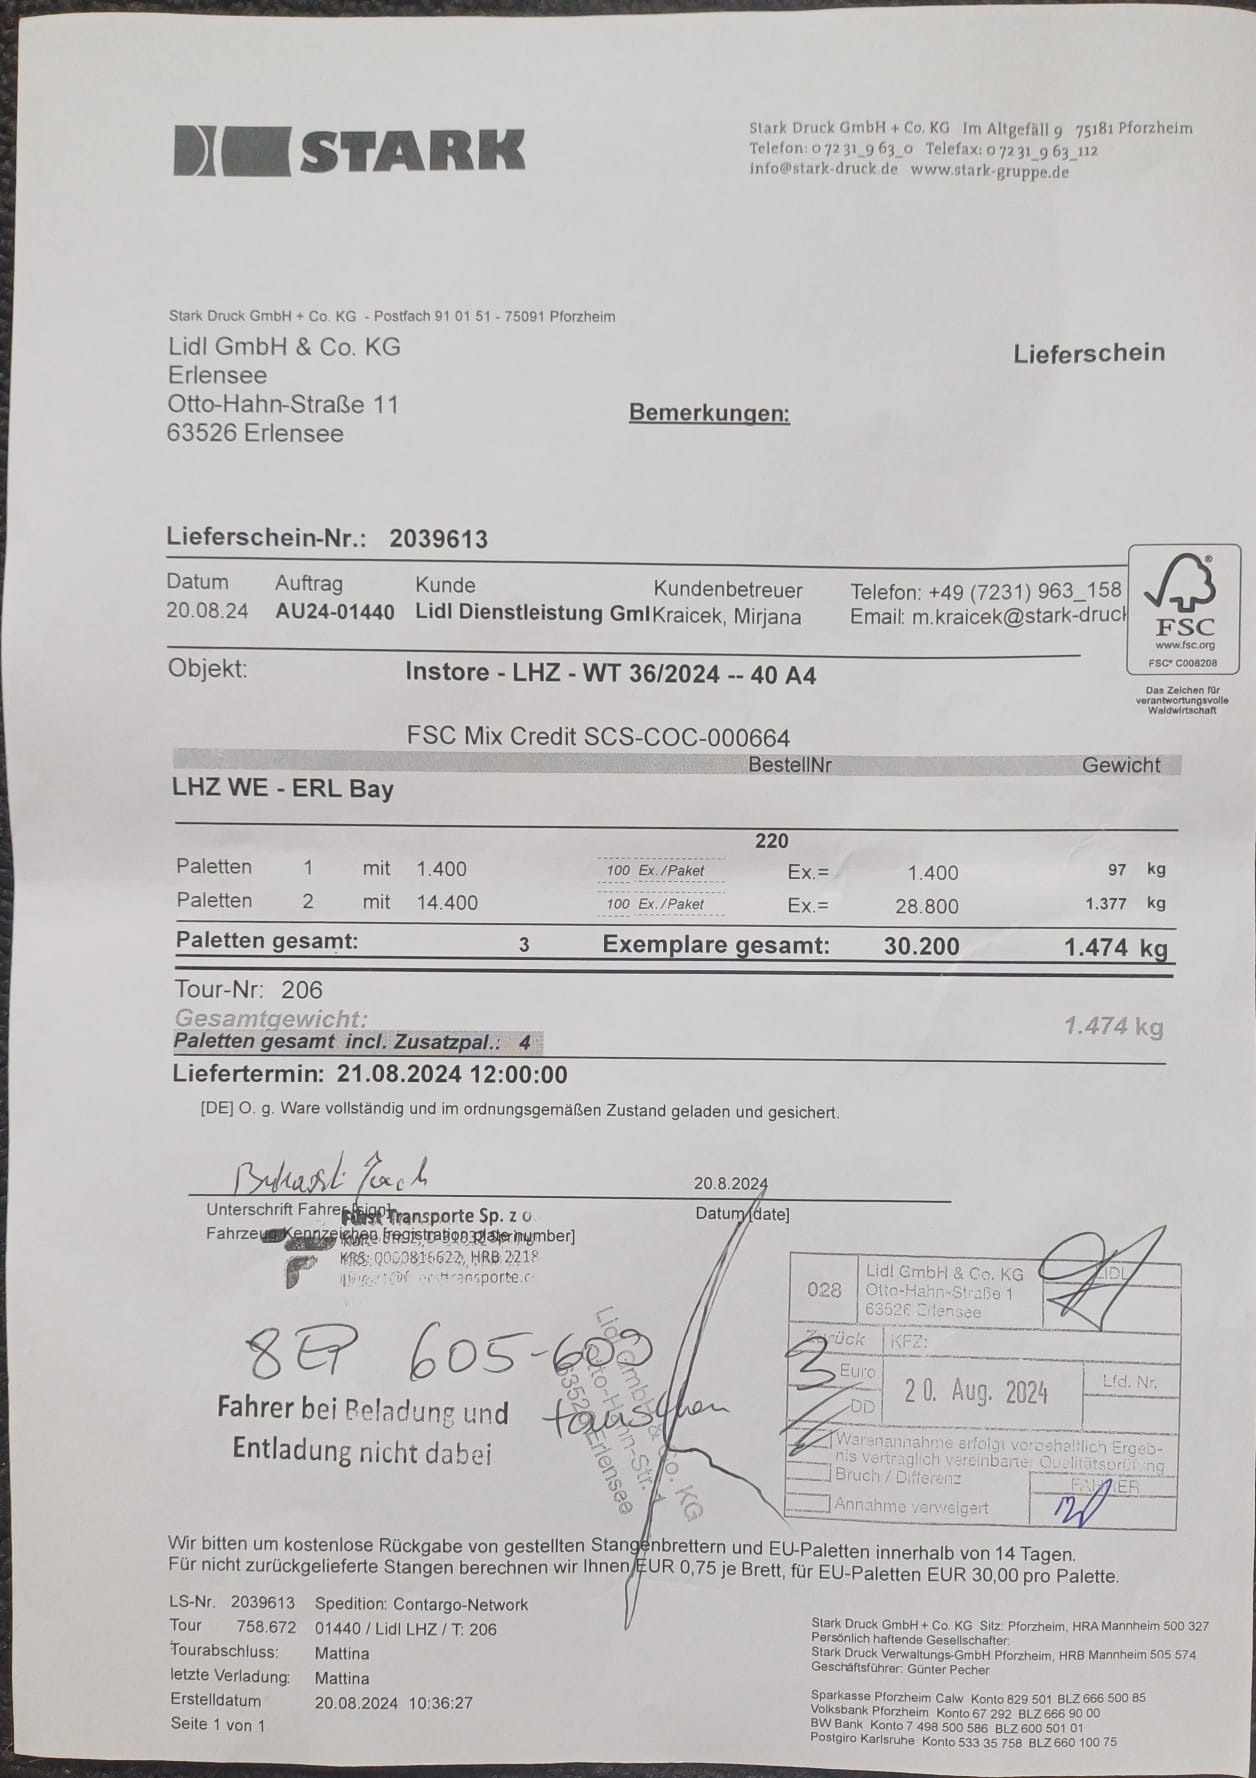 STARK
Stark Druck GmbH + Co. KG Im Altgefäll 9 75181 Pforzheim
Telefon: 0 72 31_9 63_0 Telefax: 0 72 31_9 63_112
info@stark-druck.de www.stark-gruppe.de
Stark Druck GmbH + Co. KG - Postfach 91 01 51 - 75091 Pforzheim
Lidl GmbH & Co. KG
Erlensee
Otto-Hahn-Straße 11
63526 Erlensee
Lieferschein
Bemerkungen:
Lieferschein-Nr.: 2039613
Datum Auftrag Kunde Kundenbetreuer Telefon: +49 (7231) 963_158
20.08.24 AU24-01440 Lidl Dienstleistung Gml Kraicek, Mirjana Email: m.kraicek@stark-druck
FSC
www.fsc.org
FSC® C008208
Das Zeichen für
verantwortungsvolle
Waldwirtschaft
Objekt: Instore - LHZ - WT 36/2024 -- 40 A4
FSC Mix Credit SCS-COC-000664
BestellNr Gewicht
LHZ WE - ERL Bay
220
Paletten 1 mit 1.400 100 Ex./Paket Ex.= 1.400 97 kg
Paletten 2 mit 14.400 100 Ex./Paket Ex.= 28.800 1.377 kg
Paletten gesamt: 3 Exemplare gesamt: 30.200 1.474 kg
Tour-Nr: 206
Gesamtgewicht: 1.474 kg
Paletten gesamt incl. Zusatzpal.: 4
Liefertermin: 21.08.2024 12:00:00
[DE] O. g. Ware vollständig und im ordnungsgemäßen Zustand geladen und gesichert.
20.8.2024
Unterschrift Fahrer [sign] Datum [date]
Fürst Transporte Sp. z o
Fahrzeug Kennzeichen [registration plate number]
KRS: 0000816622, HRB 2218
028
Lidl GmbH & Co. KG
Otto-Hahn-Straße 1
63526 Erlensee
LIDL
Zurück KFZ:
3 Euro
DD
20. Aug. 2024
Lfd. Nr.
Warenannahme erfolgt vorbehaltlich Ergeb-
nis vertraglich vereinbarter Qualitätsprüfung
Bruch / Differenz
FAHRER
Annahme verweigert
8EP 605-609
Fahrer bei Beladung und tauschen
Entladung nicht dabei
Lidl GmbH & Co. KG
Otto-Hahn-Str. 1
63526 Erlensee
Wir bitten um kostenlose Rückgabe von gestellten Stangenbrettern und EU-Paletten innerhalb von 14 Tagen.
Für nicht zurückgelieferte Stangen berechnen wir Ihnen EUR 0,75 je Brett, für EU-Paletten EUR 30,00 pro Palette.
LS-Nr. 2039613 Spedition: Contargo-Network
Tour 758.672 01440 / Lidl LHZ / T: 206
Tourabschluss: Mattina
letzte Verladung: Mattina
Erstelldatum 20.08.2024 10:36:27
Seite 1 von 1
Stark Druck GmbH + Co. KG Sitz: Pforzheim, HRA Mannheim 500 327
Persönlich haftende Gesellschafter:
Stark Druck Verwaltungs-GmbH Pforzheim, HRB Mannheim 505 574
Geschäftsführer: Günter Pecher
Sparkasse Pforzheim Calw Konto 829 501 BLZ 666 500 85
Volksbank Pforzheim Konto 67 292 BLZ 666 90 00
BW Bank Konto 7 498 500 586 BLZ 600 501 01
Postgiro Karlsruhe Konto 533 35 758 BLZ 660 100 75